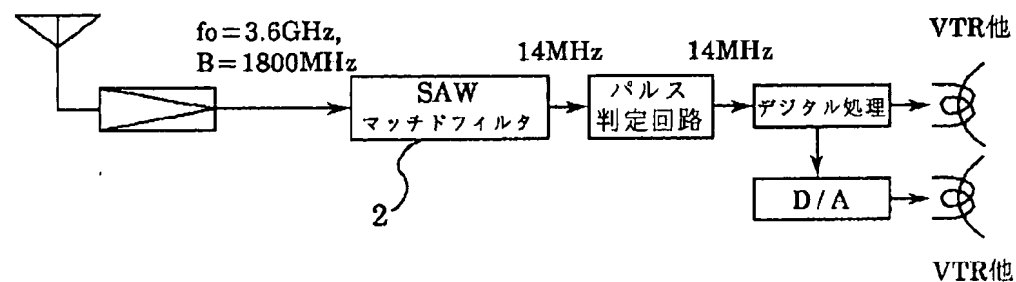 fo=3.6GHz,
B=1800MHz
SAW
マッチドフィルタ
2
14MHz
パルス
判定回路
14MHz
デジタル処理
D/A
VTR他
VTR他